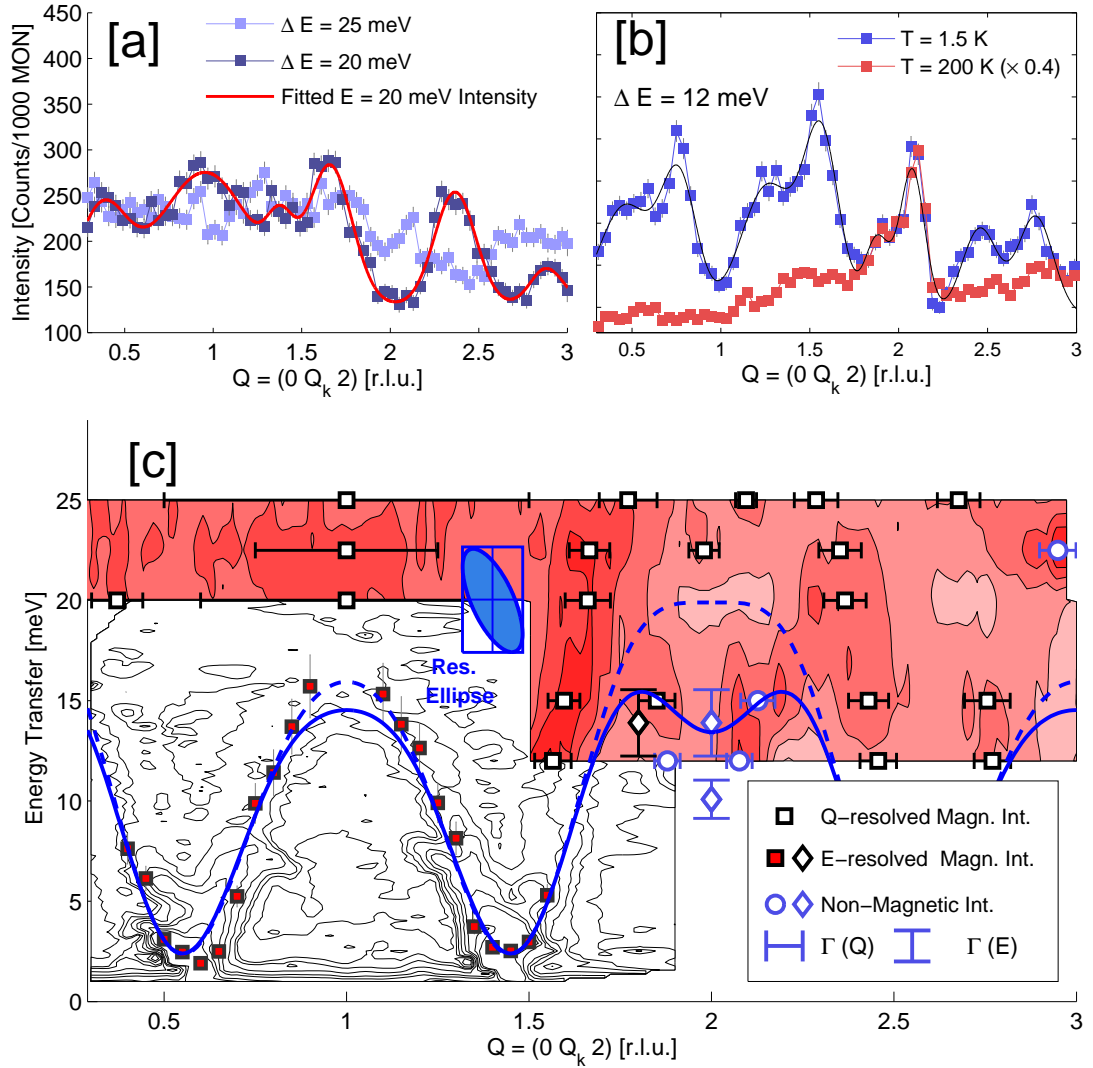 [a]
Δ E = 25 meV
Δ E = 20 meV
Fitted E = 20 meV Intensity
Intensity [Counts/1000 MON]
450
400
350
300
250
200
150
100
0.5 1 1.5 2 2.5 3
Q = (0 Q_k 2) [r.l.u.]
[b]
T = 1.5 K
T = 200 K (× 0.4)
Δ E = 12 meV
0.5 1 1.5 2 2.5 3
Q = (0 Q_k 2) [r.l.u.]
[c]
Energy Transfer [meV]
25
20
15
10
5
0
Res.
Ellipse
Q-resolved Magn. Int.
E-resolved Magn. Int.
Non-Magnetic Int.
Γ (Q) Γ (E)
0.5 1 1.5 2 2.5 3
Q = (0 Q_k 2) [r.l.u.]